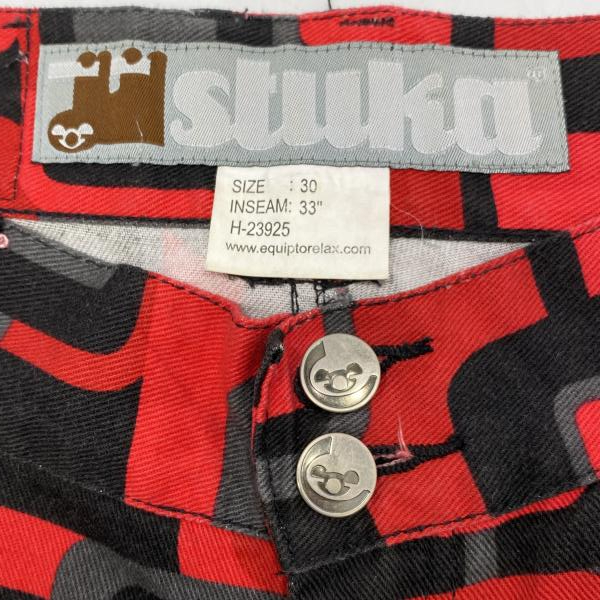 stuka
SIZE : 30
INSEAM: 33"
H-23925
www.equiptorelax.com